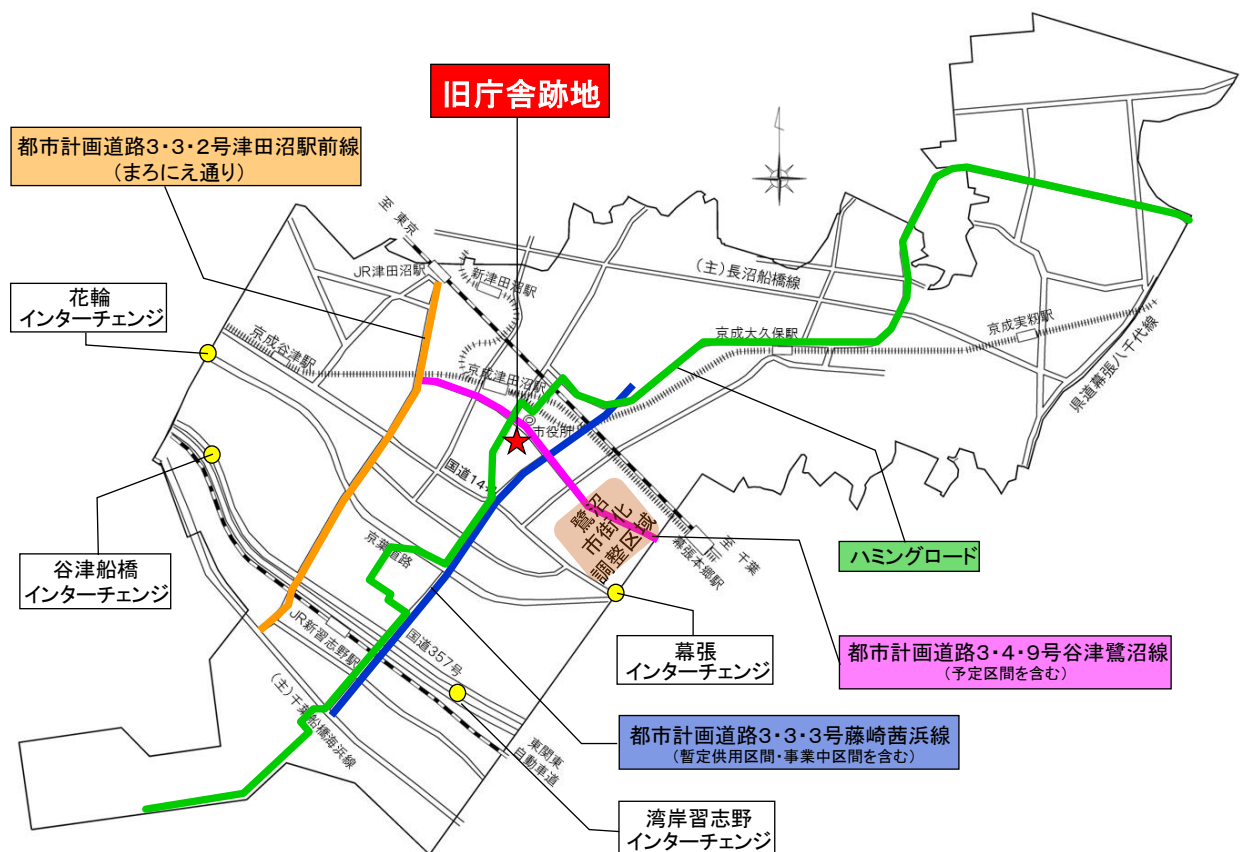 旧庁舎跡地
都市計画道路3・3・2号津田沼駅前線
(まろにえ通り)
至 東京
JR津田沼駅
新津田沼駅
(主)長沼船橋線
花輪
インターチェンジ
京成谷津駅
京成津田沼駅
京成大久保駅
京成実籾駅
県道幕張八千代線
市役所
国道14号
鷺沼
市街化
調整区域
幕張本郷駅
至 千葉
ハミングロード
京葉道路
谷津船橋
インターチェンジ
JR新習志野駅
国道357号
幕張
インターチェンジ
都市計画道路3・4・9号谷津鷺沼線
(予定区間を含む)
(主)千葉船橋海浜線
都市計画道路3・3・3号藤崎茜浜線
(暫定供用区間・事業中区間を含む)
東関東
自動車道
湾岸習志野
インターチェンジ